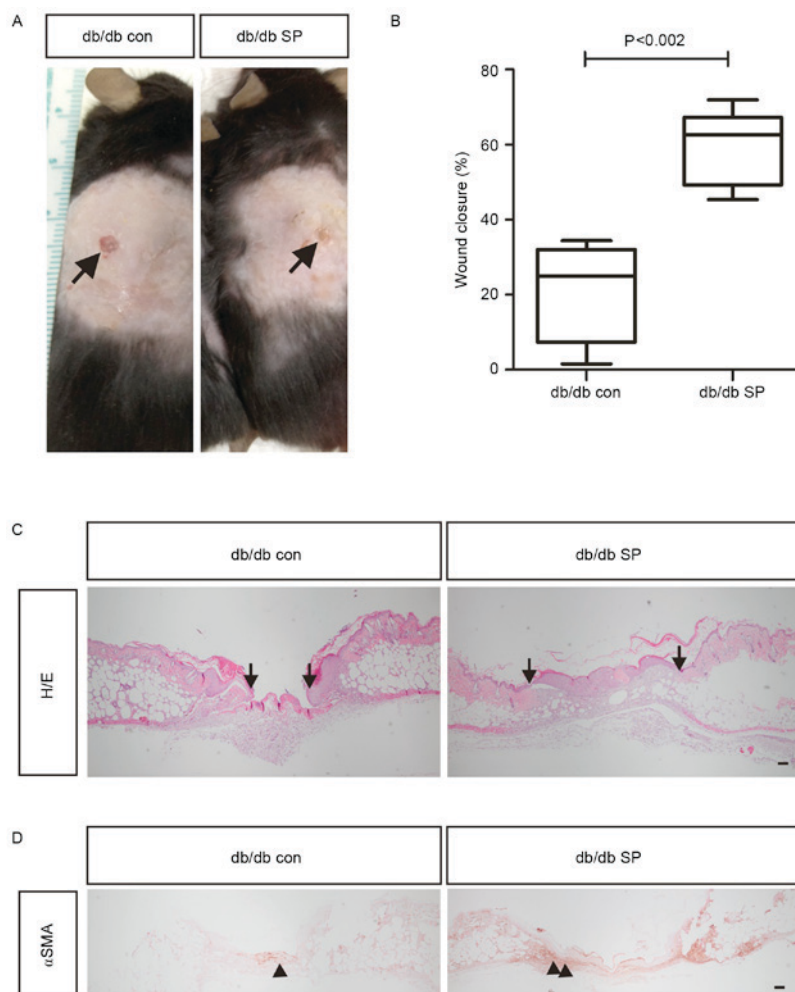 A
db/db con
db/db SP
B
P<0.002
80
60
40
20
0
Wound closure (%)
db/db con
db/db SP
C
db/db con
db/db SP
H/E
D
db/db con
db/db SP
αSMA